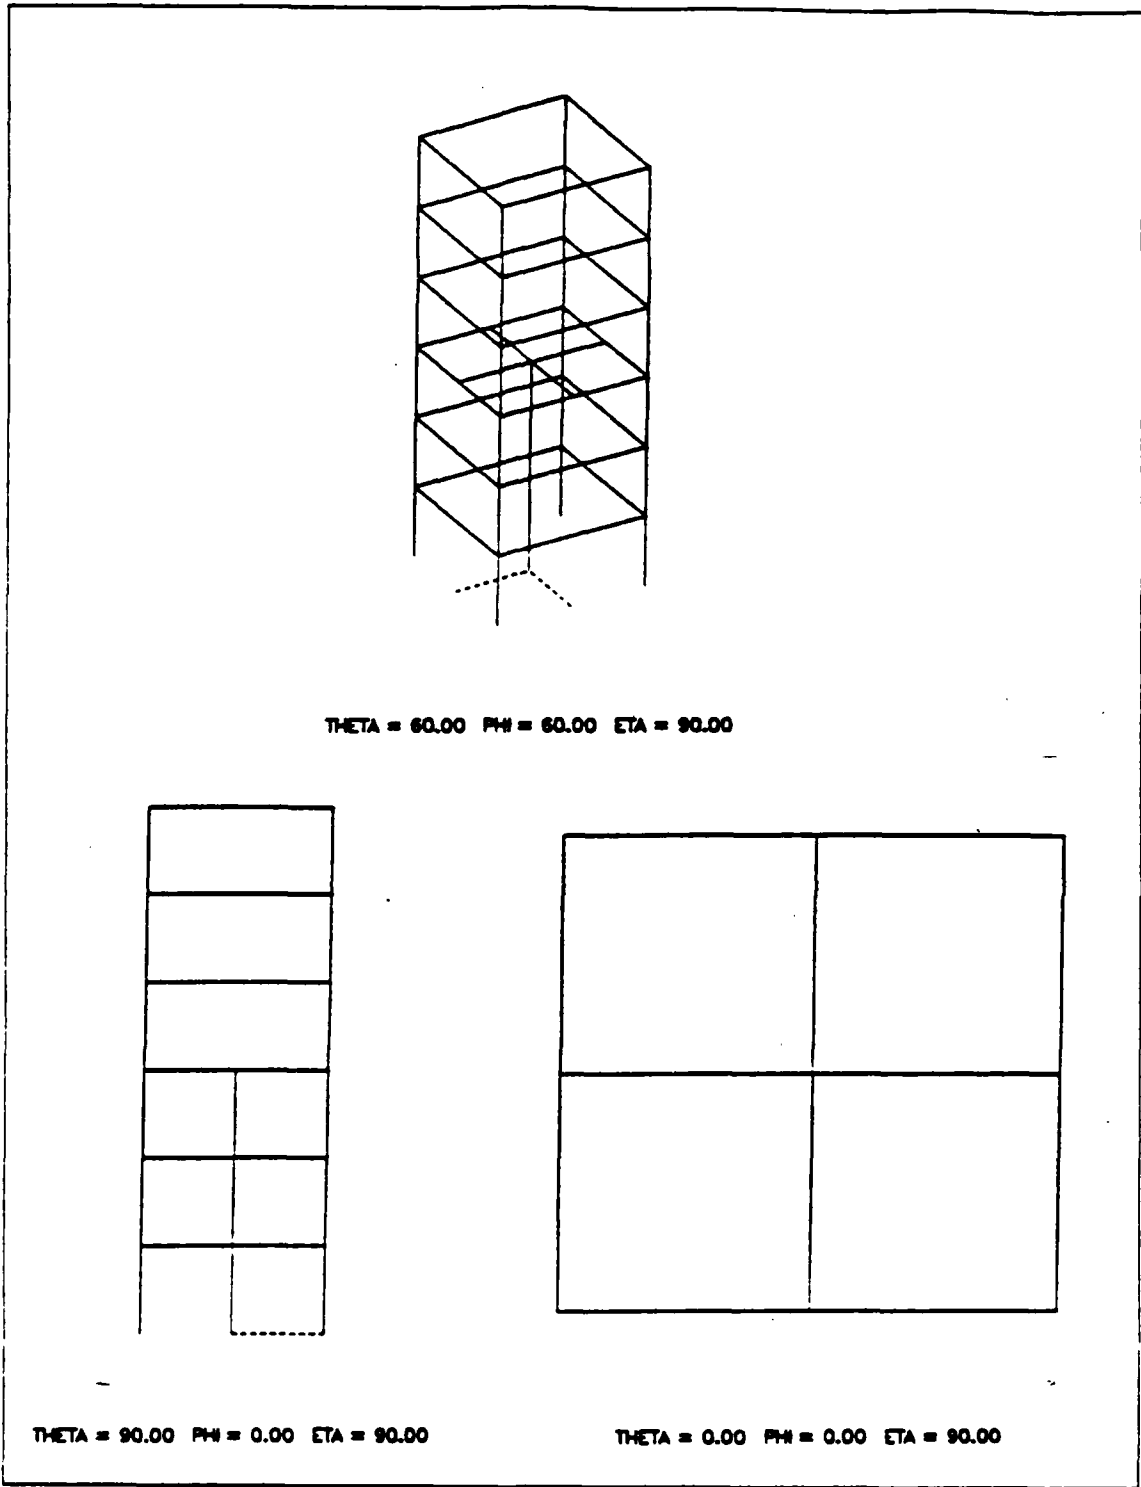 THETA = 60.00 PHI = 60.00 ETA = 90.00
THETA = 90.00 PHI = 0.00 ETA = 90.00
THETA = 0.00 PHI = 0.00 ETA = 90.00